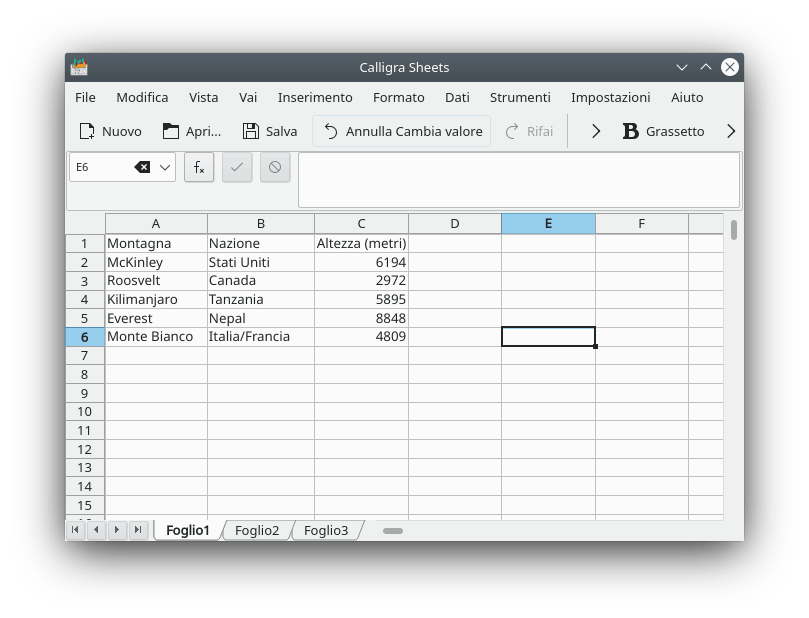 Calligra Sheets
File Modifica Vista Vai Inserimento Formato Dati Strumenti Impostazioni Aiuto
Nuovo Apri... Salva Annulla Cambia valore Rifai B Grassetto
E6 fx
A B C D E F
1 Montagna Nazione Altezza (metri)
2 McKinley Stati Uniti 6194
3 Roosvelt Canada 2972
4 Kilimanjaro Tanzania 5895
5 Everest Nepal 8848
6 Monte Bianco Italia/Francia 4809
7
8
9
10
11
12
13
14
15
Foglio1 Foglio2 Foglio3